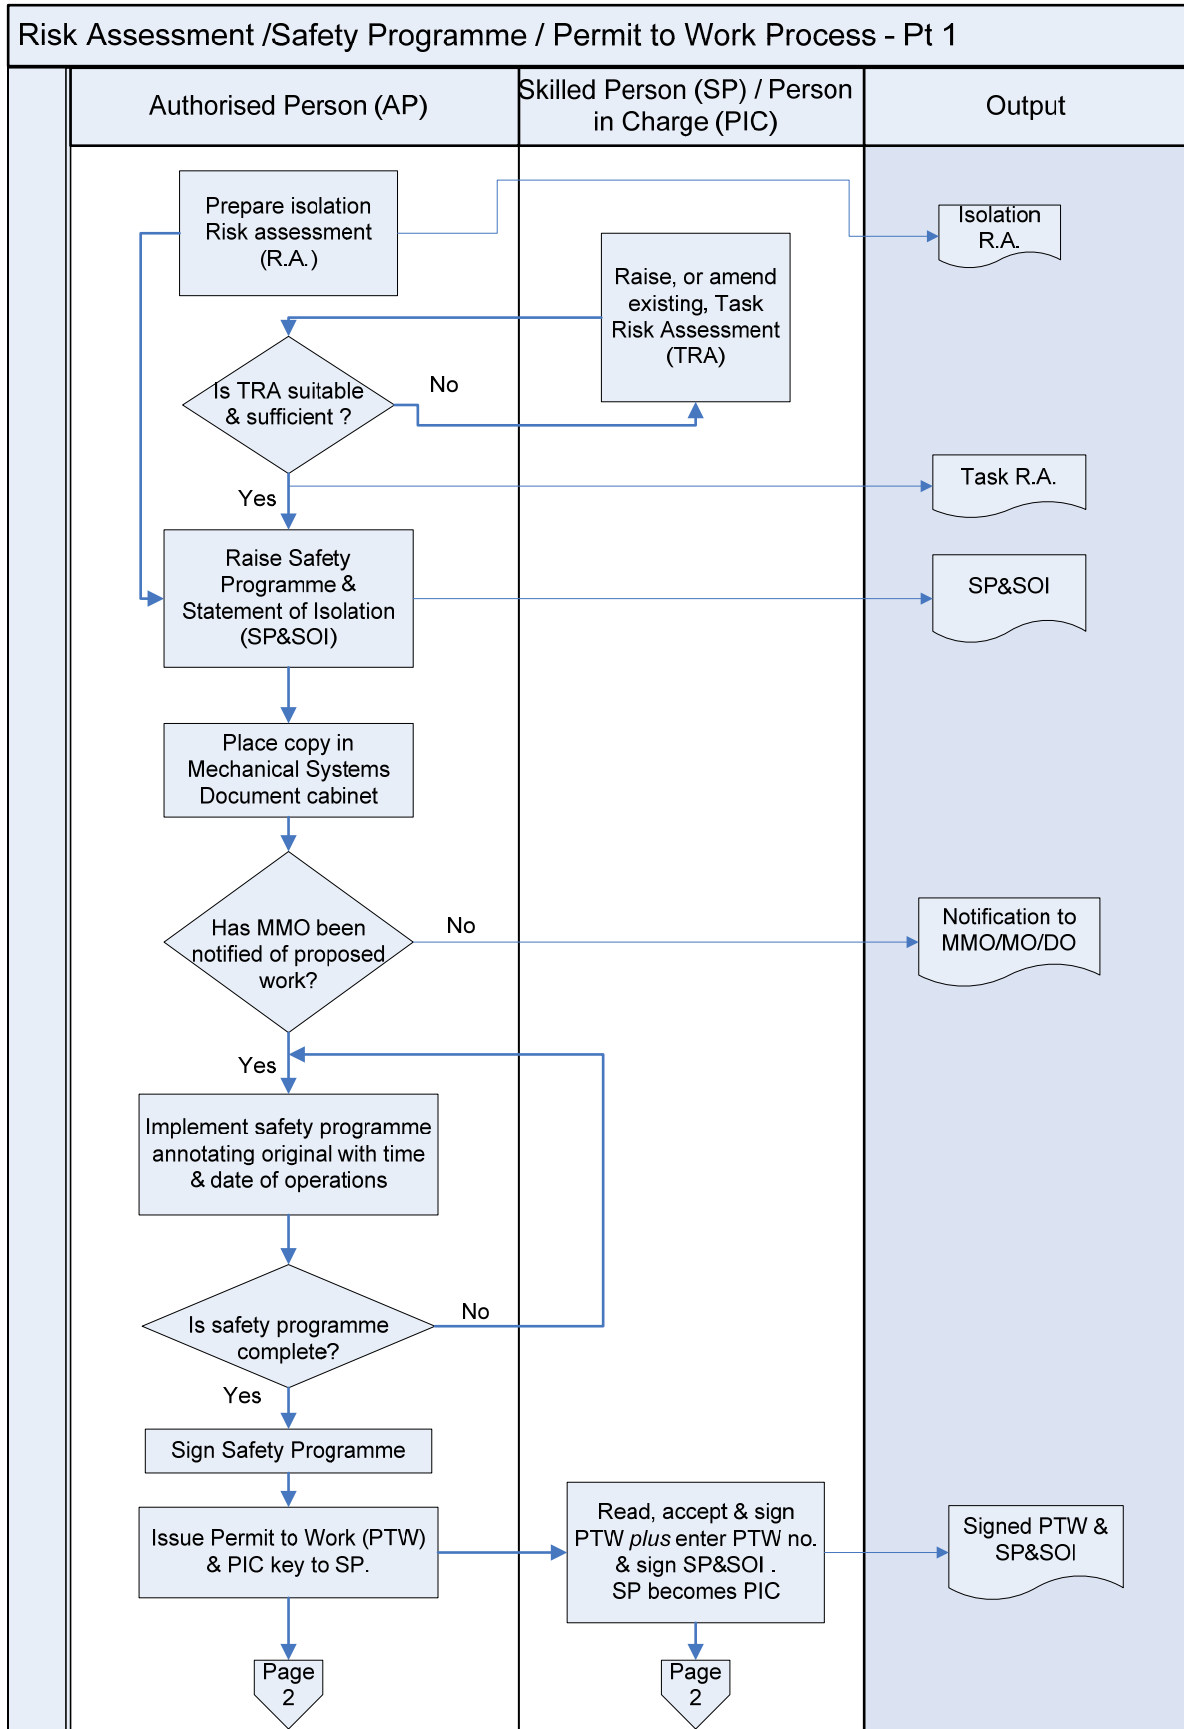 Risk Assessment /Safety Programme / Permit to Work Process - Pt 1
Authorised Person (AP)
Skilled Person (SP) / Person
in Charge (PIC)
Output
Prepare isolation
Risk assessment
(R.A.)
Isolation
R.A.
Raise, or amend
existing, Task
Risk Assessment
(TRA)
Is TRA suitable
& sufficient ?
No
Yes
Task R.A.
Raise Safety
Programme &
Statement of Isolation
(SP&SOI)
SP&SOI
Place copy in
Mechanical Systems
Document cabinet
Has MMO been
notified of proposed
work?
No
Notification to
MMO/MO/DO
Yes
Implement safety programme
annotating original with time
& date of operations
Is safety programme
complete?
No
Yes
Sign Safety Programme
Issue Permit to Work (PTW)
& PIC key to SP.
Read, accept & sign
PTW plus enter PTW no.
& sign SP&SOI .
SP becomes PIC
Signed PTW &
SP&SOI
Page
2
Page
2